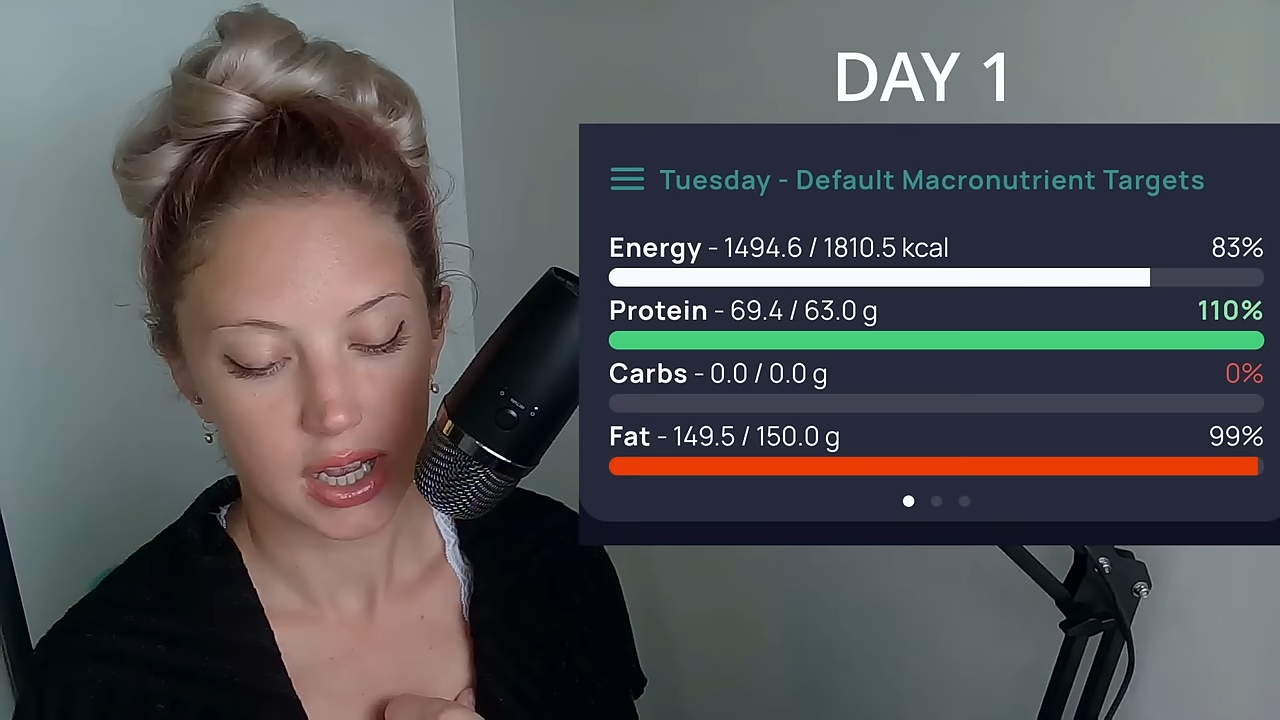 DAY 1
Tuesday - Default Macronutrient Targets
Energy - 1494.6 / 1810.5 kcal 83%
Protein - 69.4 / 63.0 g 110%
Carbs - 0.0 / 0.0 g 0%
Fat - 149.5 / 150.0 g 99%